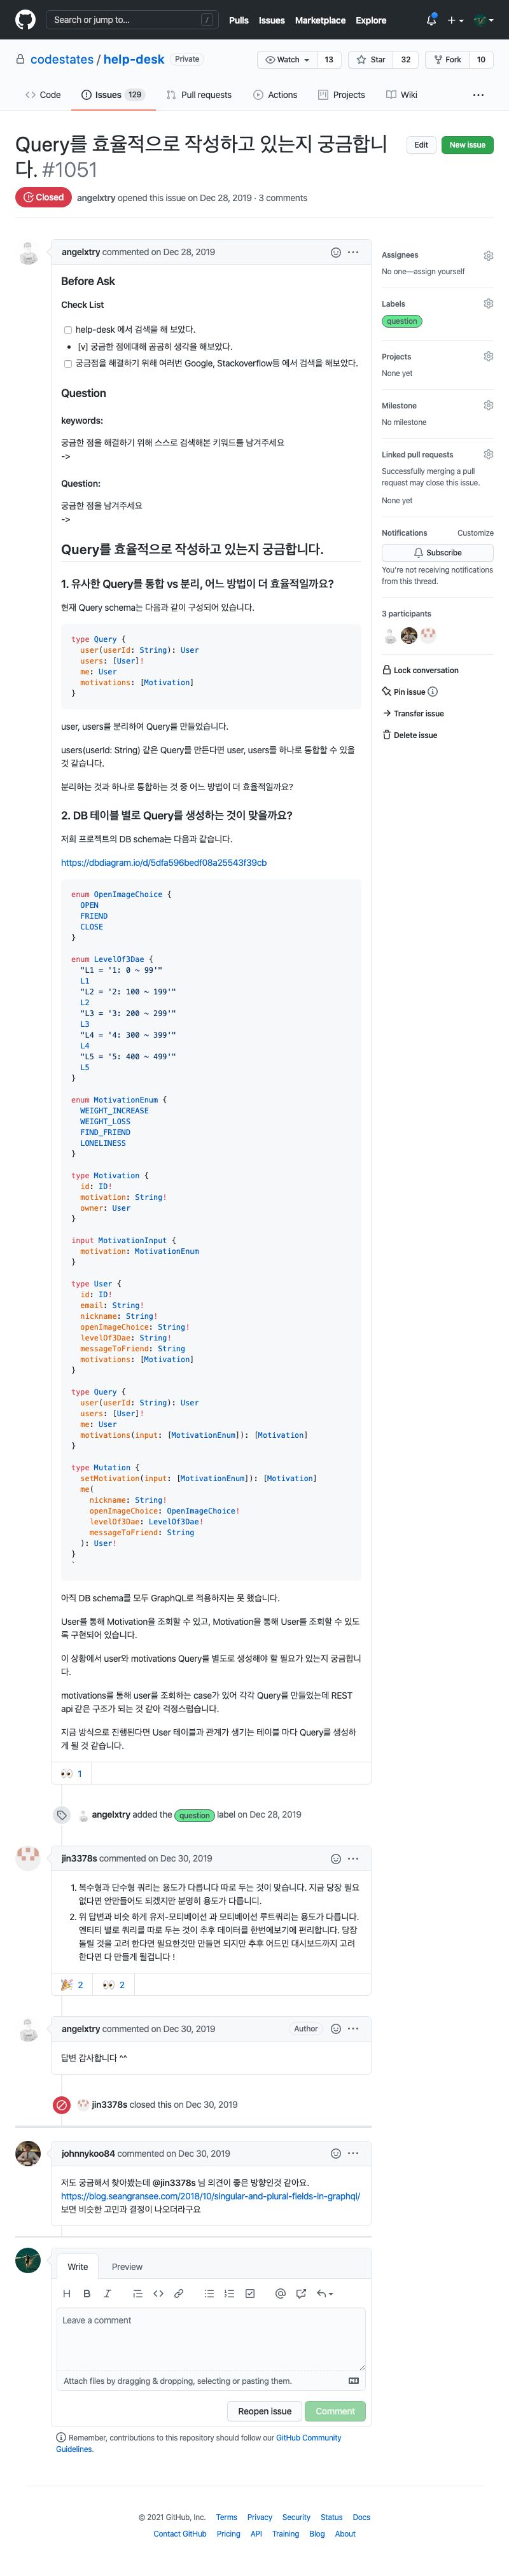 Search or jump to...
/
Pulls Issues Marketplace Explore
codestates / help-desk Private
Watch 13 Star 32 Fork 10
Code Issues 129 Pull requests Actions Projects Wiki
Query를 효율적으로 작성하고 있는지 궁금합니
다. #1051
Edit New issue
Closed angelxtry opened this issue on Dec 28, 2019 · 3 comments
angelxtry commented on Dec 28, 2019
Before Ask
Check List
help-desk 에서 검색을 해 보았다.
[v] 궁금한 점에대해 곰곰히 생각을 해보았다.
궁금점을 해결하기 위해 여러번 Google, Stackoverflow등 에서 검색을 해보았다.
Question
keywords:
궁금한 점을 해결하기 위해 스스로 검색해본 키워드를 남겨주세요
->
Question:
궁금한 점을 남겨주세요
->
Query를 효율적으로 작성하고 있는지 궁금합니다.
1. 유사한 Query를 통합 vs 분리, 어느 방법이 더 효율적일까요?
현재 Query schema는 다음과 같이 구성되어 있습니다.
type Query {
user(userId: String): User
users: [User]!
me: User
motivations: [Motivation]
}
user, users를 분리하여 Query를 만들었습니다.
users(userId: String) 같은 Query를 만든다면 user, users를 하나로 통합할 수 있을
것 같습니다.
분리하는 것과 하나로 통합하는 것 중 어느 방법이 더 효율적일까요?
2. DB 테이블 별로 Query를 생성하는 것이 맞을까요?
저희 프로젝트의 DB schema는 다음과 같습니다.
https://dbdiagram.io/d/5dfa596bedf08a25543f39cb
enum OpenImageChoice {
OPEN
FRIEND
CLOSE
}
enum LevelOf3Dae {
"L1 = '1: 0 ~ 99'"
L1
"L2 = '2: 100 ~ 199'"
L2
"L3 = '3: 200 ~ 299'"
L3
"L4 = '4: 300 ~ 399'"
L4
"L5 = '5: 400 ~ 499'"
L5
}
enum MotivationEnum {
WEIGHT_INCREASE
WEIGHT_LOSS
FIND_FRIEND
LONELINESS
}
type Motivation {
id: ID!
motivation: String!
owner: User
}
input MotivationInput {
motivation: MotivationEnum
}
type User {
id: ID!
email: String!
nickname: String!
openImageChoice: String!
levelOf3Dae: String!
messageToFriend: String
motivations: [Motivation]
}
type Query {
user(userId: String): User
users: [User]!
me: User
motivations(input: [MotivationEnum]): [Motivation]
}
type Mutation {
setMotivation(input: [MotivationEnum]): [Motivation]
me(
nickname: String!
openImageChoice: OpenImageChoice!
levelOf3Dae: LevelOf3Dae!
messageToFriend: String
): User!
}
`
아직 DB schema를 모두 GraphQL로 적용하지는 못 했습니다.
User를 통해 Motivation을 조회할 수 있고, Motivation을 통해 User를 조회할 수 있도
록 구현되어 있습니다.
이 상황에서 user와 motivations Query를 별도로 생성해야 할 필요가 있는지 궁금합니
다.
motivations를 통해 user를 조회하는 case가 있어 각각 Query를 만들었는데 REST
api 같은 구조가 되는 것 같아 걱정스럽습니다.
지금 방식으로 진행된다면 User 테이블과 관계가 생기는 테이블 마다 Query를 생성하
게 될 것 같습니다.
👀 1
angelxtry added the question label on Dec 28, 2019
jin3378s commented on Dec 30, 2019
1. 복수형과 단수형 쿼리는 용도가 다릅니다 따로 두는 것이 맞습니다. 지금 당장 필요
없다면 안만들어도 되겠지만 분명히 용도가 다릅니다.
2. 위 답변과 비슷 하게 유저-모티베이션 과 모티베이션 루트쿼리는 용도가 다릅니다.
엔티티 별로 쿼리를 따로 두는 것이 추후 데이터를 한번에보기에 편리합니다. 당장
돌릴 것을 고려 한다면 필요한것만 만들면 되지만 추후 어드민 대시보드까지 고려
한다면 다 만들게 될겁니다 !
🎉 2 👀 2
angelxtry commented on Dec 30, 2019 Author
답변 감사합니다 ^^
jin3378s closed this on Dec 30, 2019
johnnykoo84 commented on Dec 30, 2019
저도 궁금해서 찾아봤는데 @jin3378s 님 의견이 좋은 방향인것 같아요.
https://blog.seangransee.com/2018/10/singular-and-plural-fields-in-graphql/
보면 비슷한 고민과 결정이 나오더라구요
Write Preview
Leave a comment
Attach files by dragging & dropping, selecting or pasting them.
Reopen issue Comment
Remember, contributions to this repository should follow our GitHub Community
Guidelines.
Assignees
No one—assign yourself
Labels
question
Projects
None yet
Milestone
No milestone
Linked pull requests
Successfully merging a pull
request may close this issue.
None yet
Notifications Customize
Subscribe
You're not receiving notifications
from this thread.
3 participants
Lock conversation
Pin issue
Transfer issue
Delete issue
© 2021 GitHub, Inc. Terms Privacy Security Status Docs
Contact GitHub Pricing API Training Blog About